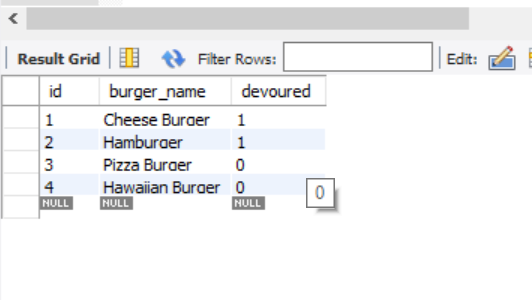 <
Result Grid Filter Rows: Edit:
id burger_name devoured
1 Cheese Burger 1
2 Hamburger 1
3 Pizza Burger 0
4 Hawaiian Burger 0
0
NULL NULL NULL